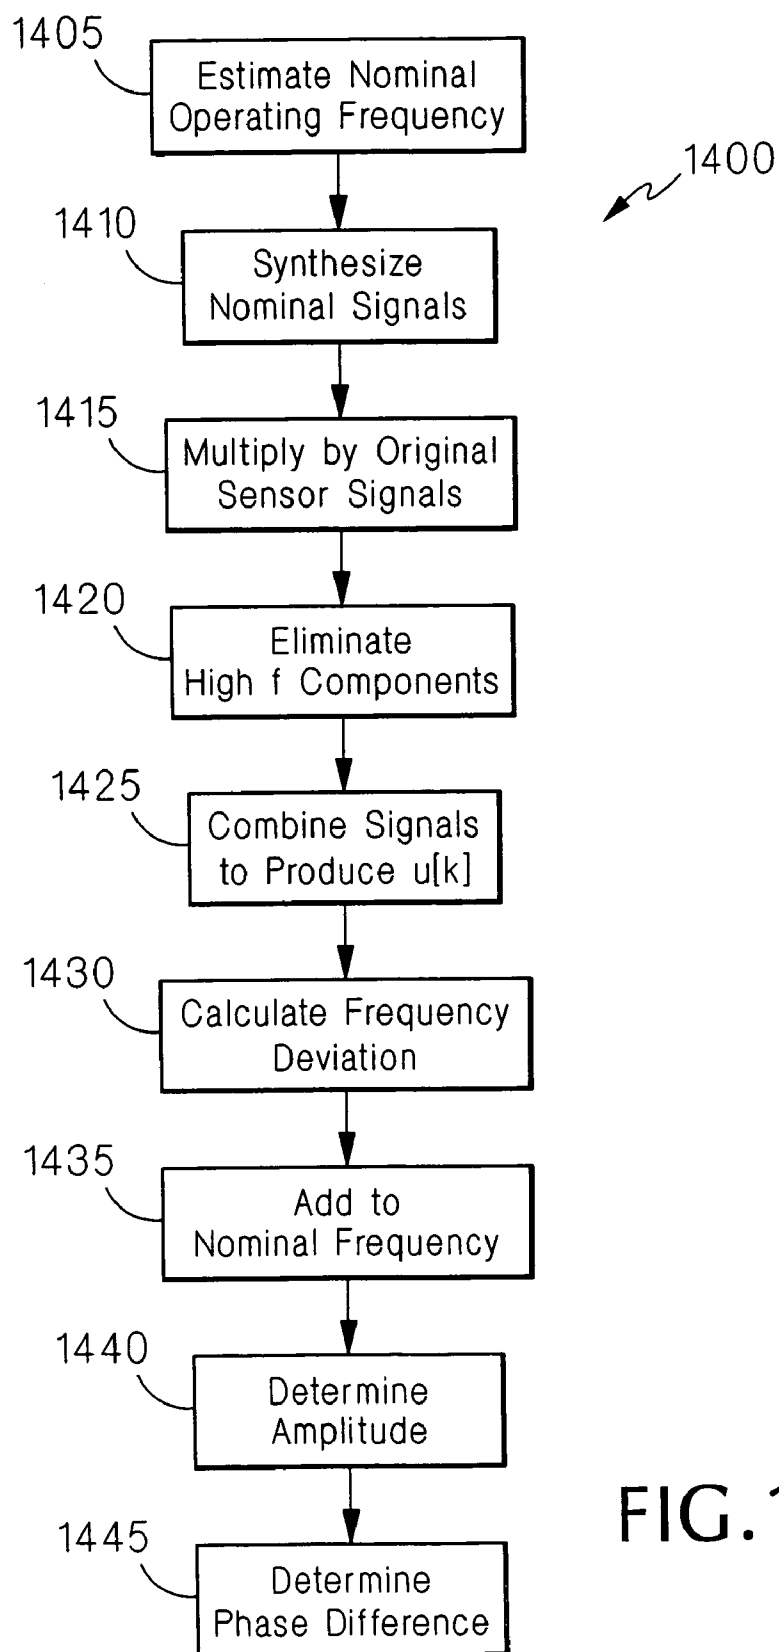 1405
Estimate Nominal
Operating Frequency
1400
1410
Synthesize
Nominal Signals
1415
Multiply by Original
Sensor Signals
1420
Eliminate
High f Components
1425
Combine Signals
to Produce u[k]
1430
Calculate Frequency
Deviation
1435
Add to
Nominal Frequency
1440
Determine
Amplitude
FIG.
1445
Determine
Phase Difference